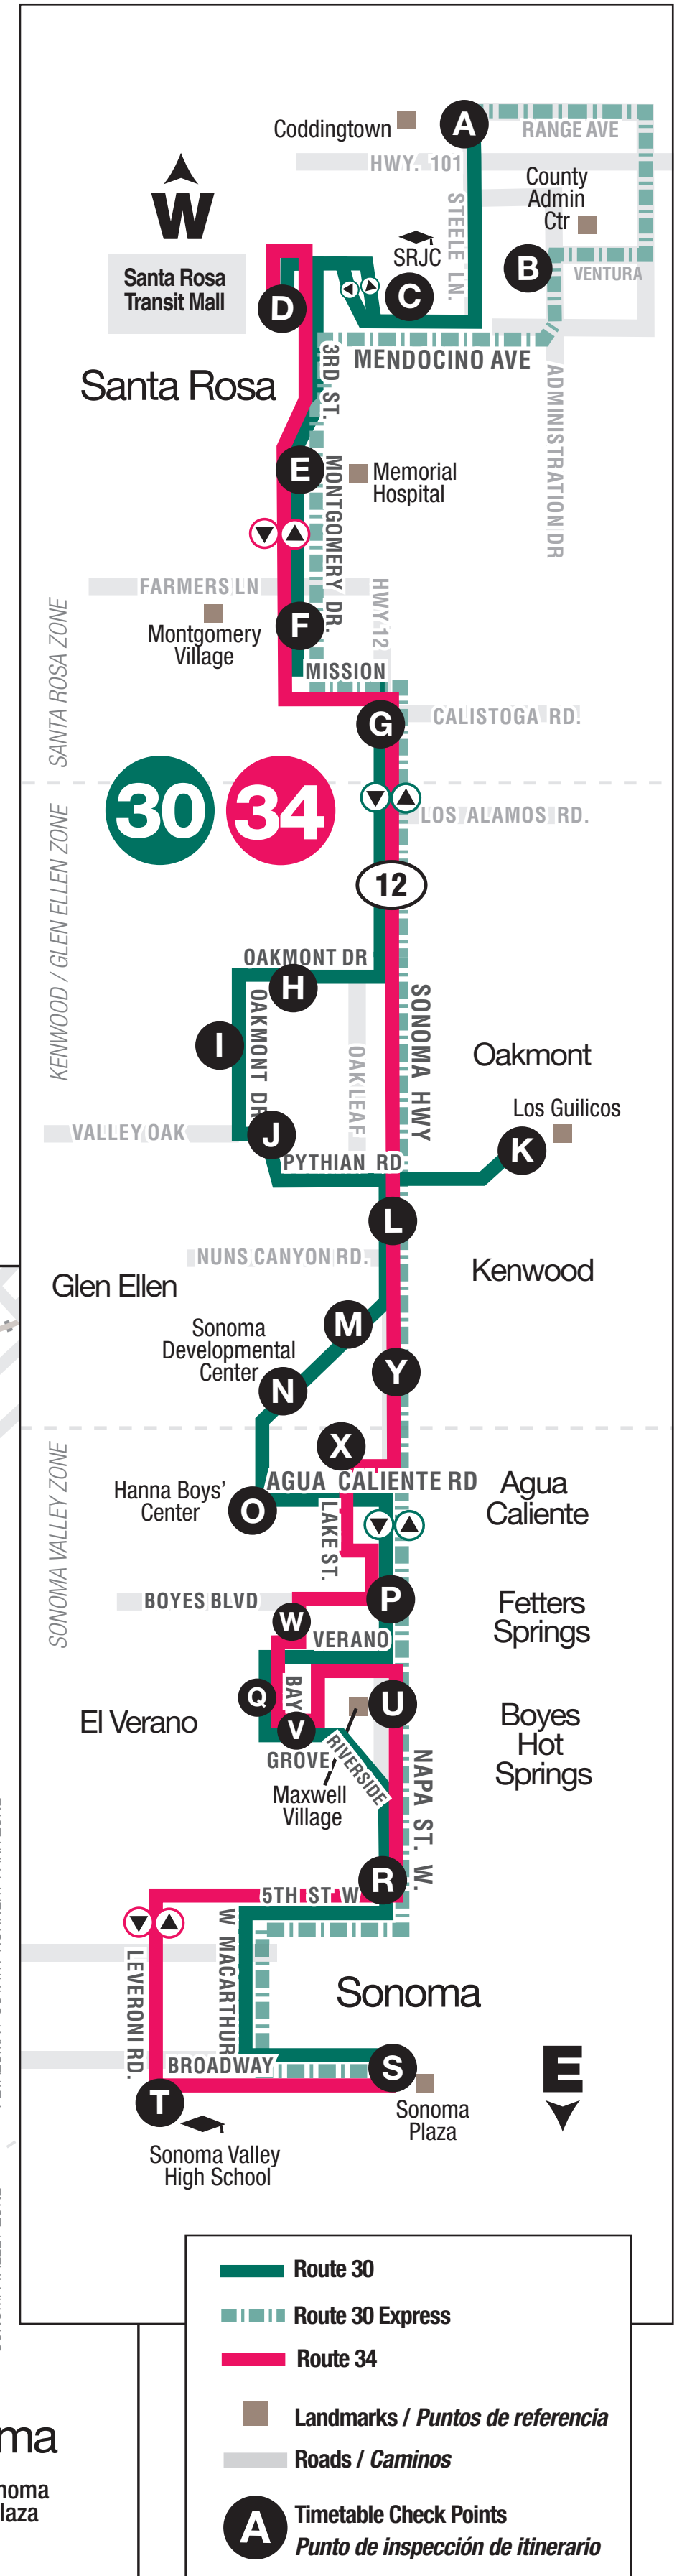 Coddingtown
A
RANGE AVE
HWY. 101
County
Admin
Ctr
W
STEELE LN.
SRJC
B
VENTURA
Santa Rosa
Transit Mall
C
D
MENDOCINO AVE
3RD ST.
Santa Rosa
ADMINISTRATION DR
E
Memorial
Hospital
MONTGOMERY DR.
FARMERS LN
HWY 12
SANTA ROSA ZONE
Montgomery
Village
F
MISSION
G
CALISTOGA RD.
30
34
LOS ALAMOS RD.
KENWOOD / GLEN ELLEN ZONE
12
OAKMONT DR
H
OAKMONT DR
SONOMA HWY
I
OAK LEAF
Oakmont
Los Guilicos
VALLEY OAK
J
K
PYTHIAN RD
L
NUNS CANYON RD.
Kenwood
Glen Ellen
Sonoma
Developmental
Center
M
N
Y
X
SONOMA VALLEY ZONE
AGUA CALIENTE RD
Agua
Caliente
Hanna Boys'
Center
O
LAKE ST.
BOYES BLVD
P
Fetters
Springs
W
VERANO
Q
BAY
U
El Verano
V
Boyes
Hot
Springs
GROVE
RIVERSIDE
Maxwell
Village
NAPA ST. W.
R
5TH ST W
W MACARTHUR
LEVERONI RD.
Sonoma
BROADWAY
S
E
T
Sonoma
Plaza
Sonoma Valley
High School
Route 30
Route 30 Express
Route 34
Landmarks / Puntos de referencia
Roads / Caminos
A
Timetable Check Points
Punto de inspección de itinerario
ma
noma
laza